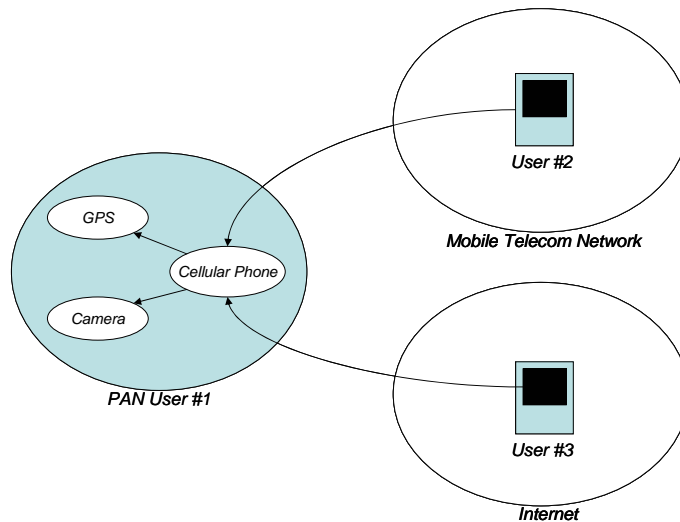 User #2
Mobile Telecom Network
GPS
Cellular Phone
Camera
PAN User #1
User #3
Internet